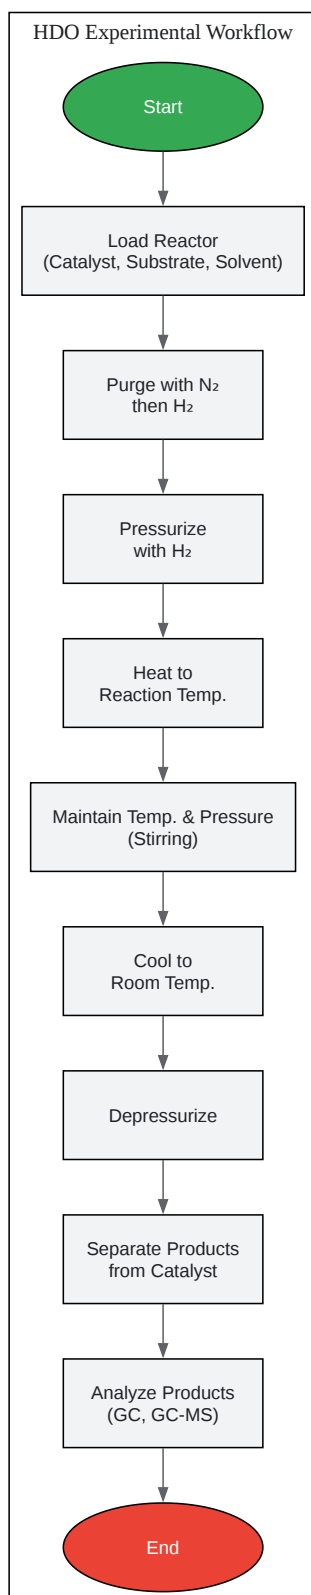 HDO Experimental Workflow
Start
Load Reactor
(Catalyst, Substrate, Solvent)
Purge with N₂
then H₂
Pressurize
with H₂
Heat to
Reaction Temp.
Maintain Temp. & Pressure
(Stirring)
Cool to
Room Temp.
Depressurize
Separate Products
from Catalyst
Analyze Products
(GC, GC-MS)
End